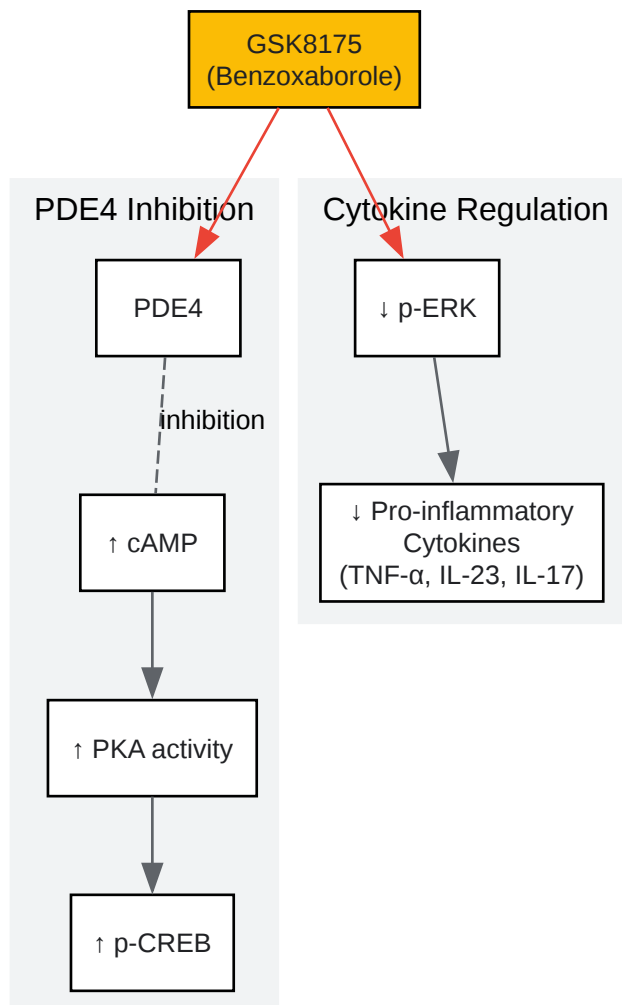 GSK8175
(Benzoxaborole)
PDE4 Inhibition
PDE4
inhibition
↑ cAMP
↑ PKA activity
↑ p-CREB
Cytokine Regulation
↓ p-ERK
↓ Pro-inflammatory
Cytokines
(TNF-α, IL-23, IL-17)